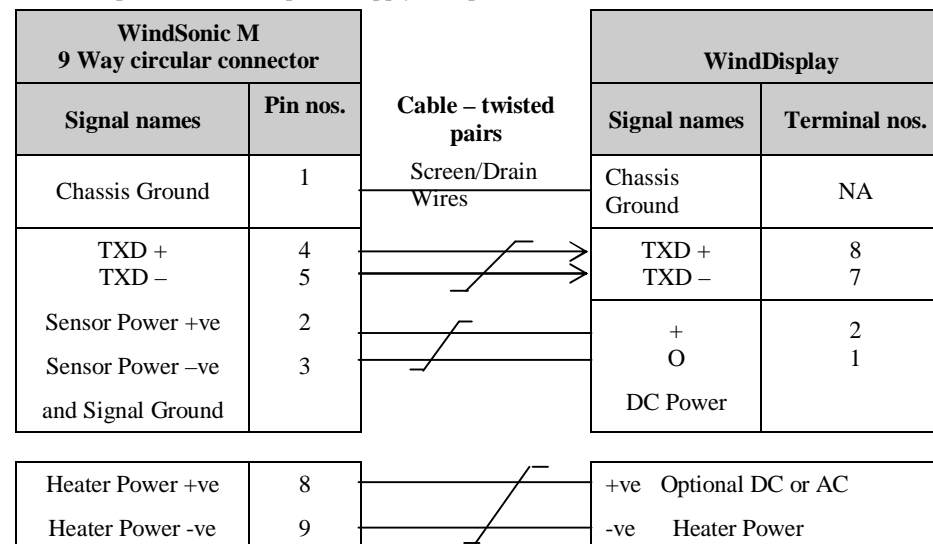 WindSonic M
9 Way circular connector
WindDisplay
Signal names Pin nos. Cable – twisted pairs Signal names Terminal nos.
Chassis Ground 1 Screen/Drain Wires Chassis Ground NA
TXD + 4 TXD + 8
TXD – 5 TXD – 7
Sensor Power +ve 2 + 2
Sensor Power –ve 3 O 1
and Signal Ground DC Power
Heater Power +ve 8 +ve Optional DC or AC
Heater Power -ve 9 -ve Heater Power